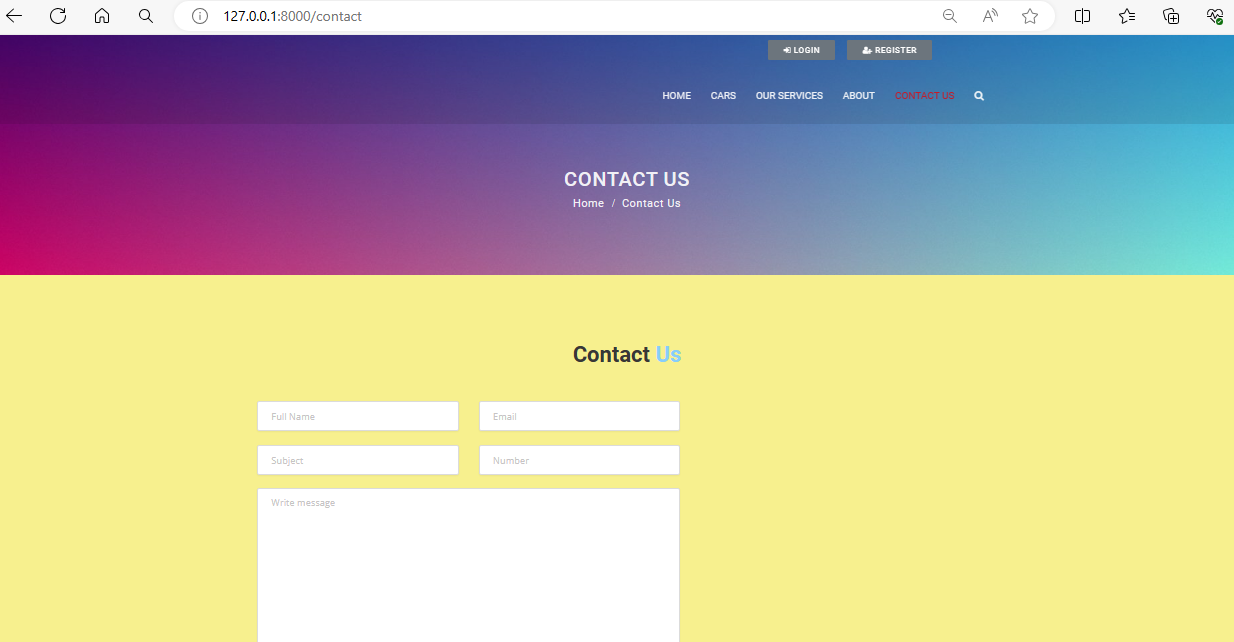 127.0.0.1:8000/contact
LOGIN REGISTER
HOME CARS OUR SERVICES ABOUT CONTACT US
CONTACT US
Home / Contact Us
Contact Us
Full Name Email
Subject Number
Write message